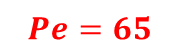 Pe = 65